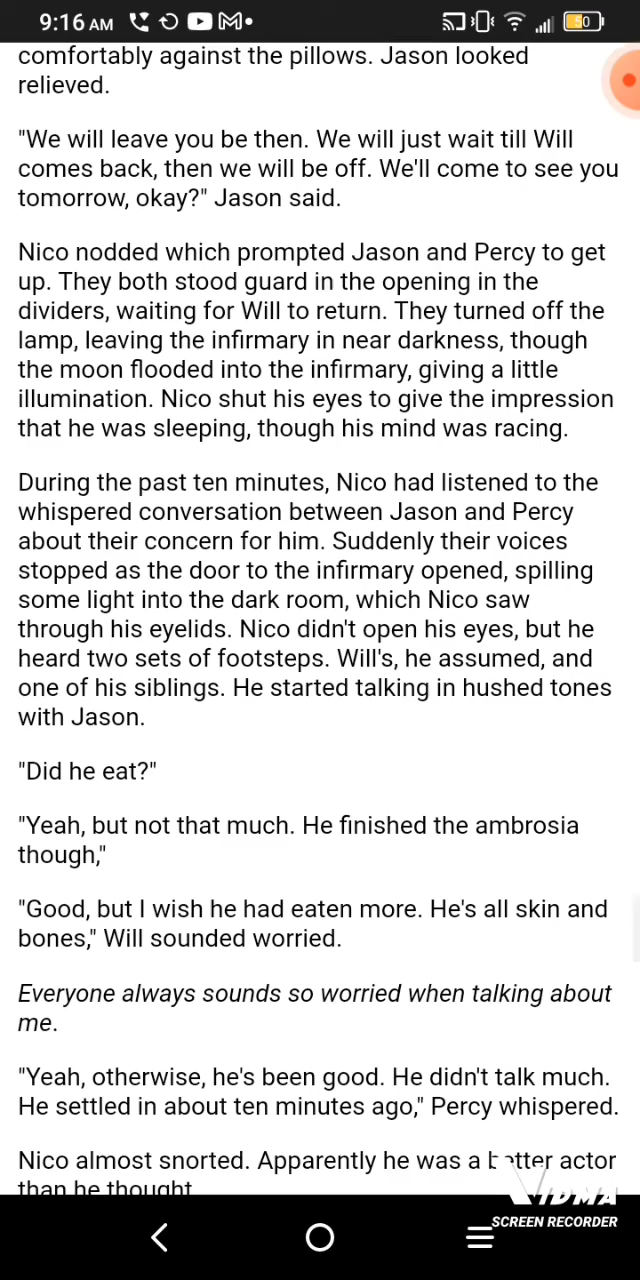 9:16 AM
50
comfortably against the pillows. Jason looked
relieved.
"We will leave you be then. We will just wait till Will
comes back, then we will be off. We'll come to see you
tomorrow, okay?" Jason said.
Nico nodded which prompted Jason and Percy to get
up. They both stood guard in the opening in the
dividers, waiting for Will to return. They turned off the
lamp, leaving the infirmary in near darkness, though
the moon flooded into the infirmary, giving a little
illumination. Nico shut his eyes to give the impression
that he was sleeping, though his mind was racing.
During the past ten minutes, Nico had listened to the
whispered conversation between Jason and Percy
about their concern for him. Suddenly their voices
stopped as the door to the infirmary opened, spilling
some light into the dark room, which Nico saw
through his eyelids. Nico didn't open his eyes, but he
heard two sets of footsteps. Will's, he assumed, and
one of his siblings. He started talking in hushed tones
with Jason.
"Did he eat?"
"Yeah, but not that much. He finished the ambrosia
though,"
"Good, but I wish he had eaten more. He's all skin and
bones," Will sounded worried.
Everyone always sounds so worried when talking about
me.
"Yeah, otherwise, he's been good. He didn't talk much.
He settled in about ten minutes ago," Percy whispered.
Nico almost snorted. Apparently he was a better actor
than he thought
VIDMA
SCREEN RECORDER